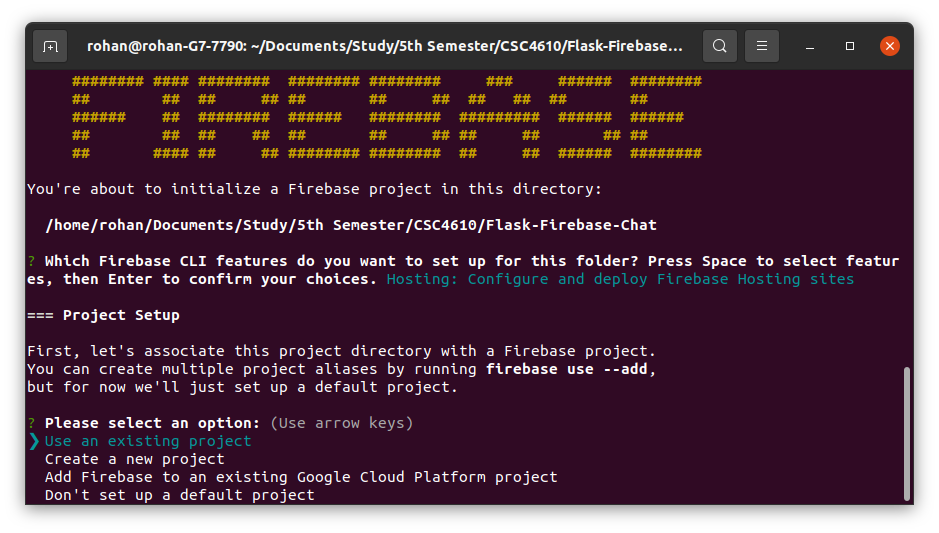 rohan@rohan-G7-7790: ~/Documents/Study/5th Semester/CSC4610/Flask-Firebase...
######## #### ########  ######## ########     ###     ######  ########
##        ##  ##     ## ##       ##     ##  ##   ##  ##       ##
######    ##  ########  ######   ########  #########  ######  ######
##        ##  ##    ##  ##       ##     ## ##     ##       ## ##
##       #### ##     ## ######## ########  ##     ##  ######  ########
You're about to initialize a Firebase project in this directory:
/home/rohan/Documents/Study/5th Semester/CSC4610/Flask-Firebase-Chat
? Which Firebase CLI features do you want to set up for this folder? Press Space to select featur
es, then Enter to confirm your choices. Hosting: Configure and deploy Firebase Hosting sites
=== Project Setup
First, let's associate this project directory with a Firebase project.
You can create multiple project aliases by running firebase use --add,
but for now we'll just set up a default project.
? Please select an option: (Use arrow keys)
❯ Use an existing project
Create a new project
Add Firebase to an existing Google Cloud Platform project
Don't set up a default project